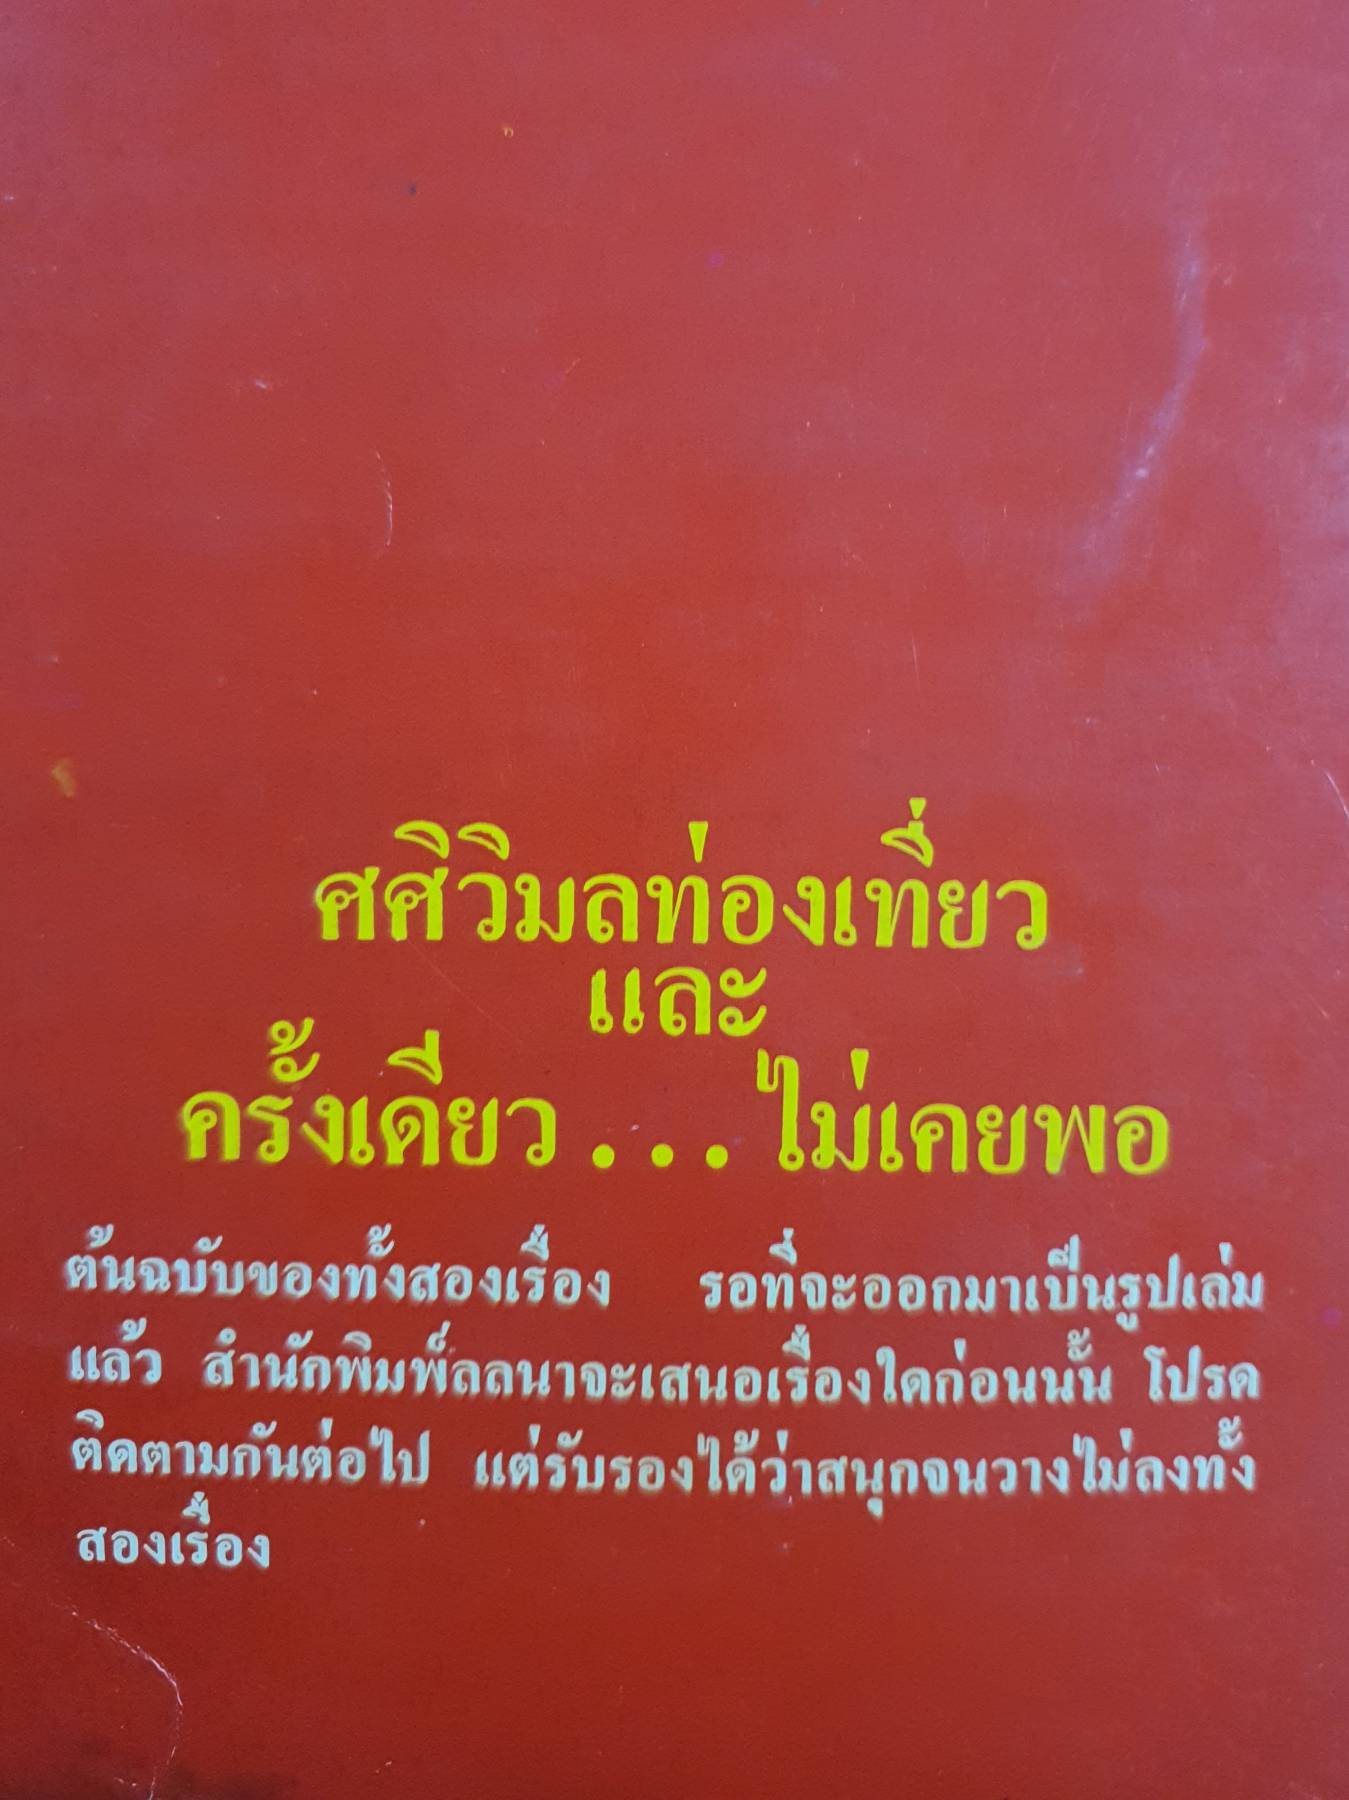 ศศิวิมลท่องเที่ยว
และ
ครั้งเดียว...ไม่เคยพอ
ต้นฉบับของทั้งสองเรื่อง รอที่จะออกมาเป็นรูปเล่ม
แล้ว สำนักพิมพ์ลลนาจะเสนอเรื่องใดก่อนนั้น โปรด
ติดตามกันต่อไป แต่รับรองได้ว่าสนุกจนวางไม่ลงทั้ง
สองเรื่อง